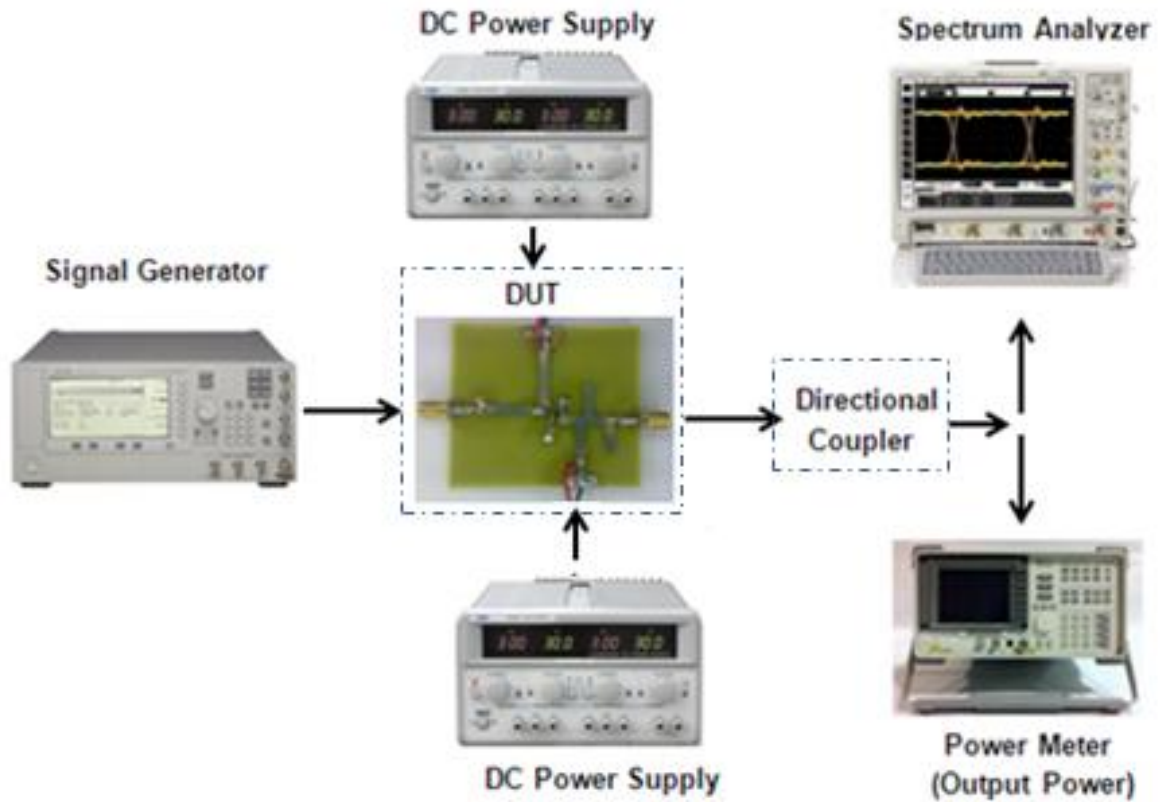 DC Power Supply
Spectrum Analyzer
Signal Generator
DUT
Directional
Coupler
Power Meter
(Output Power)
DC Power Supply